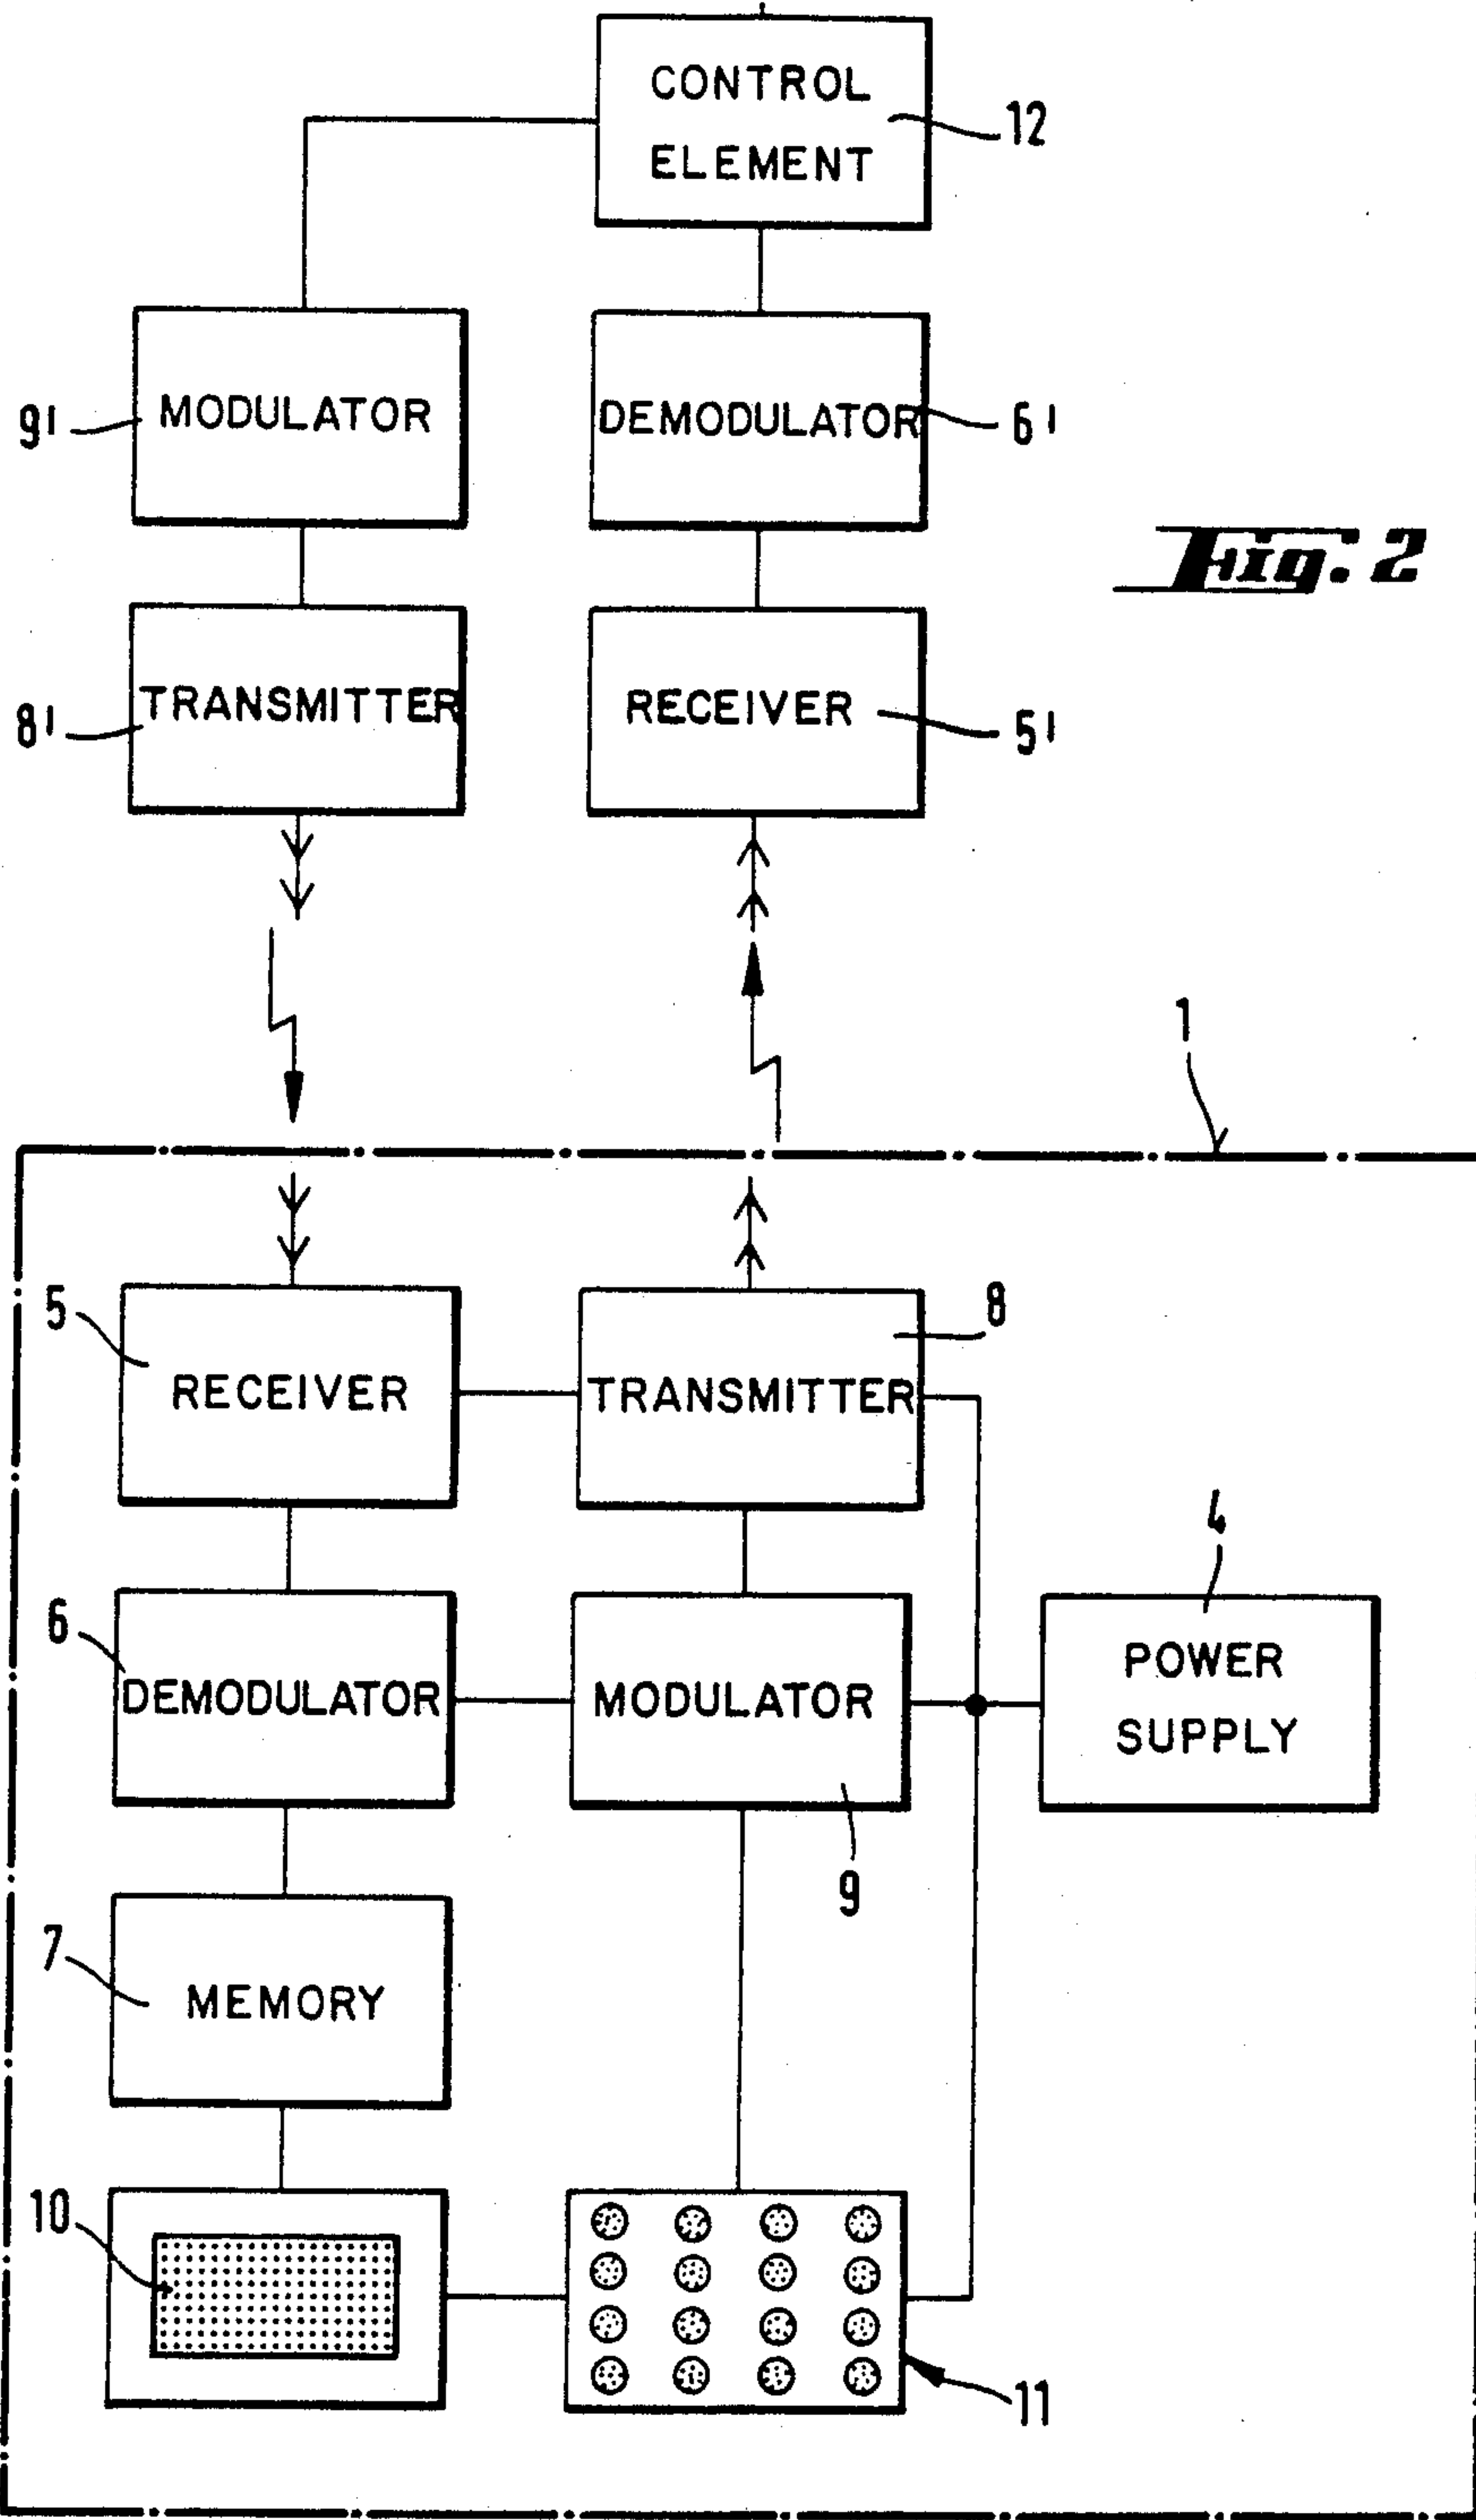 CONTROL
ELEMENT
12
MODULATOR
9'
DEMODULATOR
6'
Fig. 2
TRANSMITTER
8'
RECEIVER
5'
1
5
RECEIVER
8
TRANSMITTER
4
POWER
SUPPLY
6
DEMODULATOR
MODULATOR
9
7
MEMORY
10
11